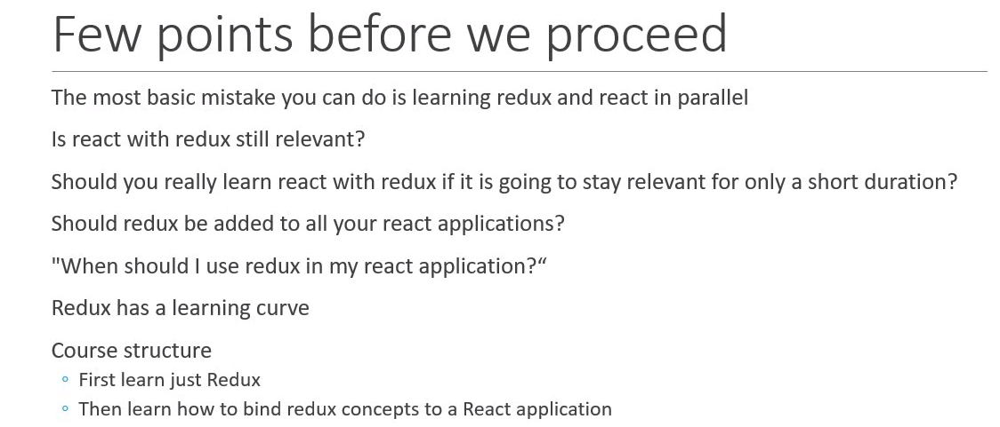 Few points before we proceed
The most basic mistake you can do is learning redux and react in parallel
Is react with redux still relevant?
Should you really learn react with redux if it is going to stay relevant for only a short duration?
Should redux be added to all your react applications?
"When should I use redux in my react application?“
Redux has a learning curve
Course structure
◦ First learn just Redux
◦ Then learn how to bind redux concepts to a React application